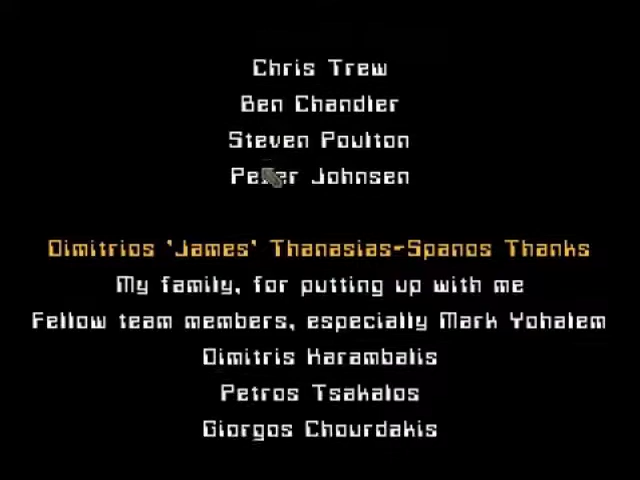 Chris Trew
Ben Chandler
Steven Poulton
Peter Johnsen
Dimitrios 'James' Thanasias-Spanos Thanks
My family, for putting up with me
Fellow team members, especially Mark Yohalem
Dimitris Karambalis
Petros Tsakalos
Giorgos Chourdakis